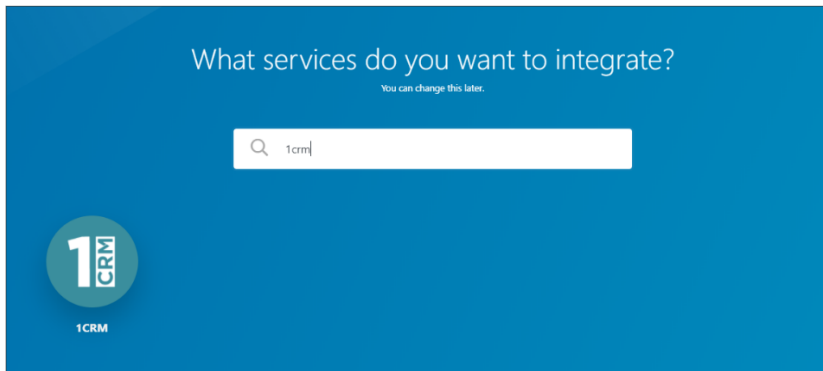 What services do you want to integrate?
You can change this later.
1crm
1 CRM
1CRM